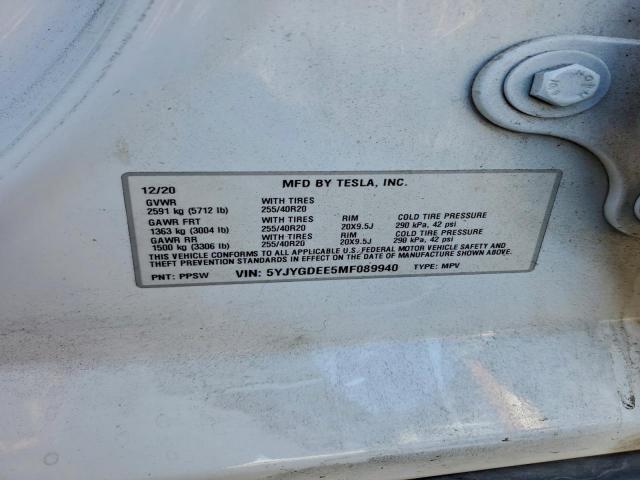 12/20 MFD BY TESLA, INC.
GVWR WITH TIRES
2591 kg (5712 lb) 255/40R20
GAWR FRT WITH TIRES RIM COLD TIRE PRESSURE
1363 kg (3004 lb) 255/40R20 20X9.5J 290 kPa, 42 psi
GAWR RR WITH TIRES RIM COLD TIRE PRESSURE
1500 kg (3306 lb) 255/40R20 20X9.5J 290 kPa, 42 psi
THIS VEHICLE CONFORMS TO ALL APPLICABLE U.S. FEDERAL MOTOR VEHICLE SAFETY AND
THEFT PREVENTION STANDARDS IN EFFECT ON THE DATE OF MANUFACTURE SHOWN ABOVE.
PNT: PPSW VIN: 5YJYGDEE5MF089940 TYPE: MPV